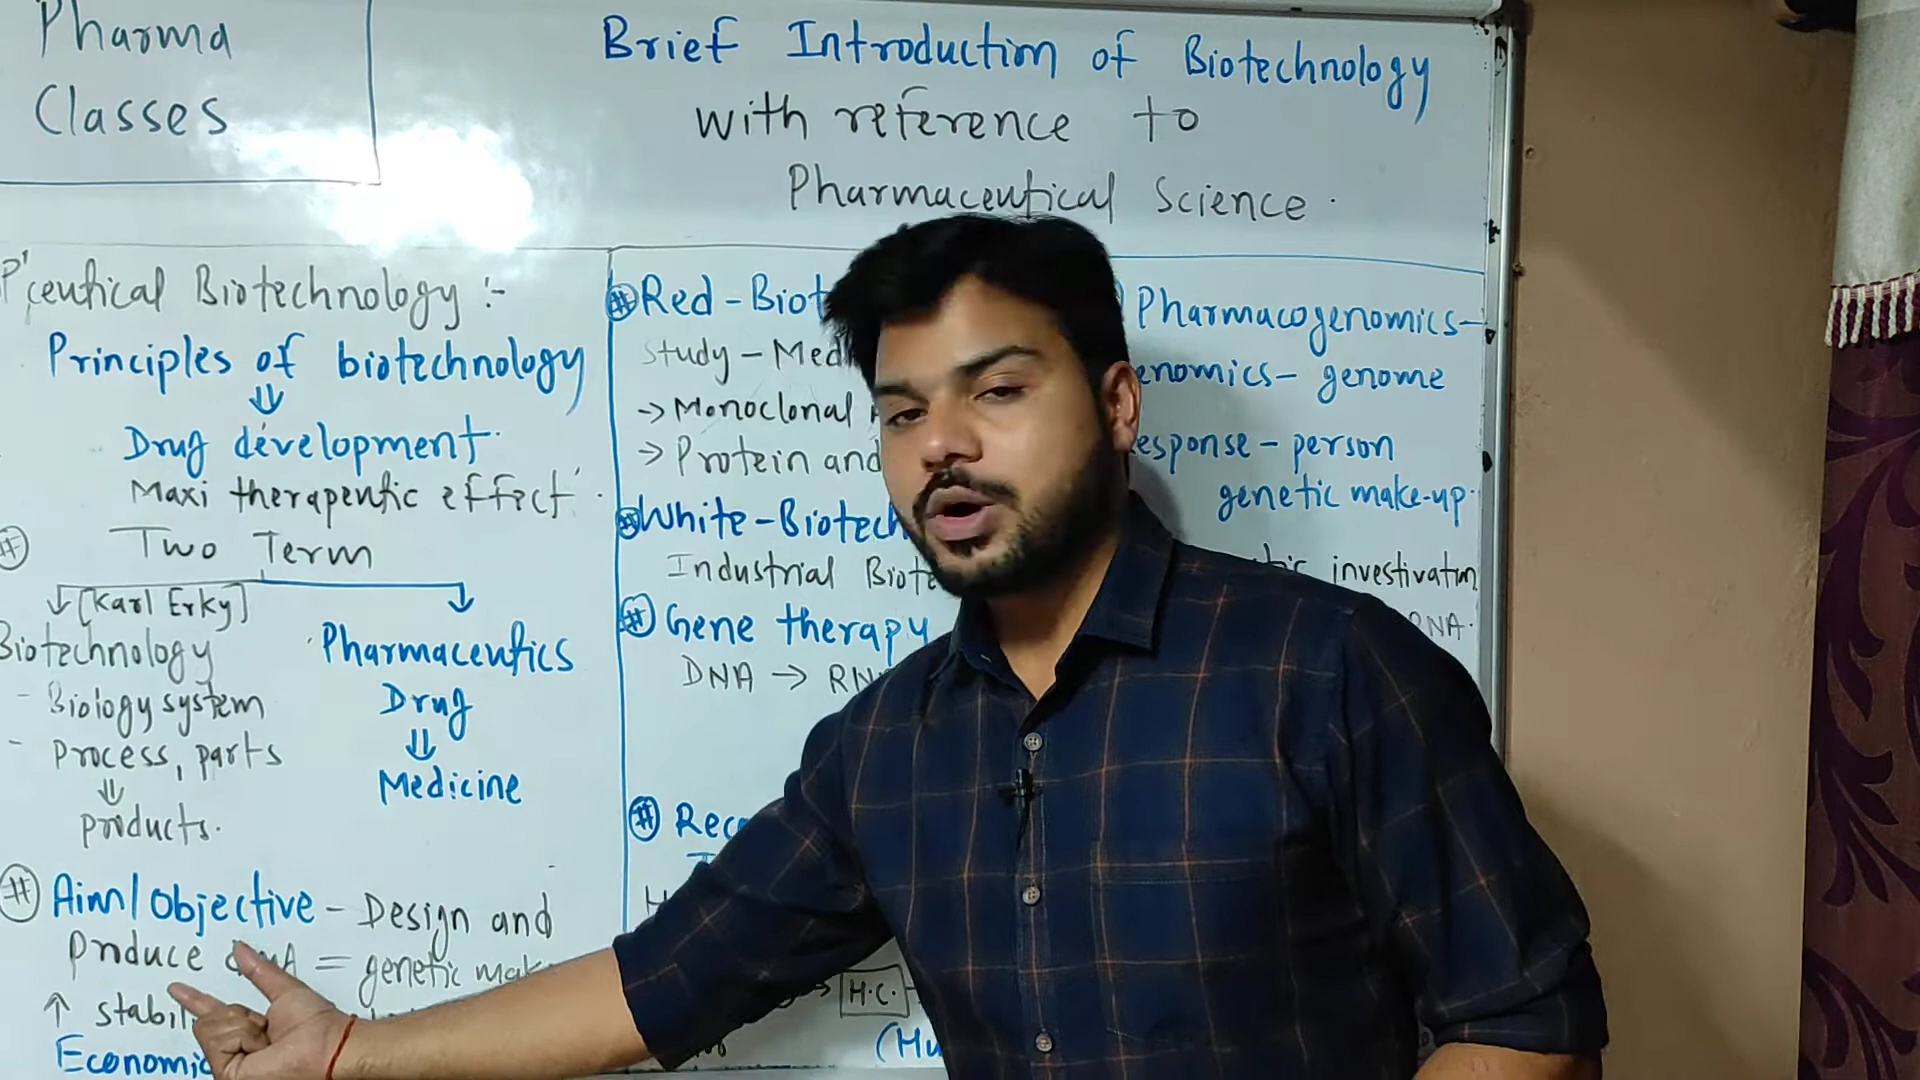 Pharma
Classes
Brief Introduction of Biotechnology
with reference to
Pharmaceutical Science.
P'ceutical Biotechnology :-
Principles of biotechnology
⇓
Drug development.
Maxi therapeutic effect.
# Two Term
↓ [Karl Erky] ↓
Biotechnology
- Biology system
- Process, parts
⇓
products.
Pharmaceutics
Drug
⇓
Medicine
# Aim/Objective - Design and
produce = genetic
↑
Economic
# Red-Biot
Study - Med
→ Monoclonal
→ Protein and
# White-Biotech
Industrial Biote
# Gene therapy
DNA → RN
# Rec
→ H.C.
(Hu
Pharmacogenomics-
enomics- genome
esponse - person
genetic make-up.
investivation